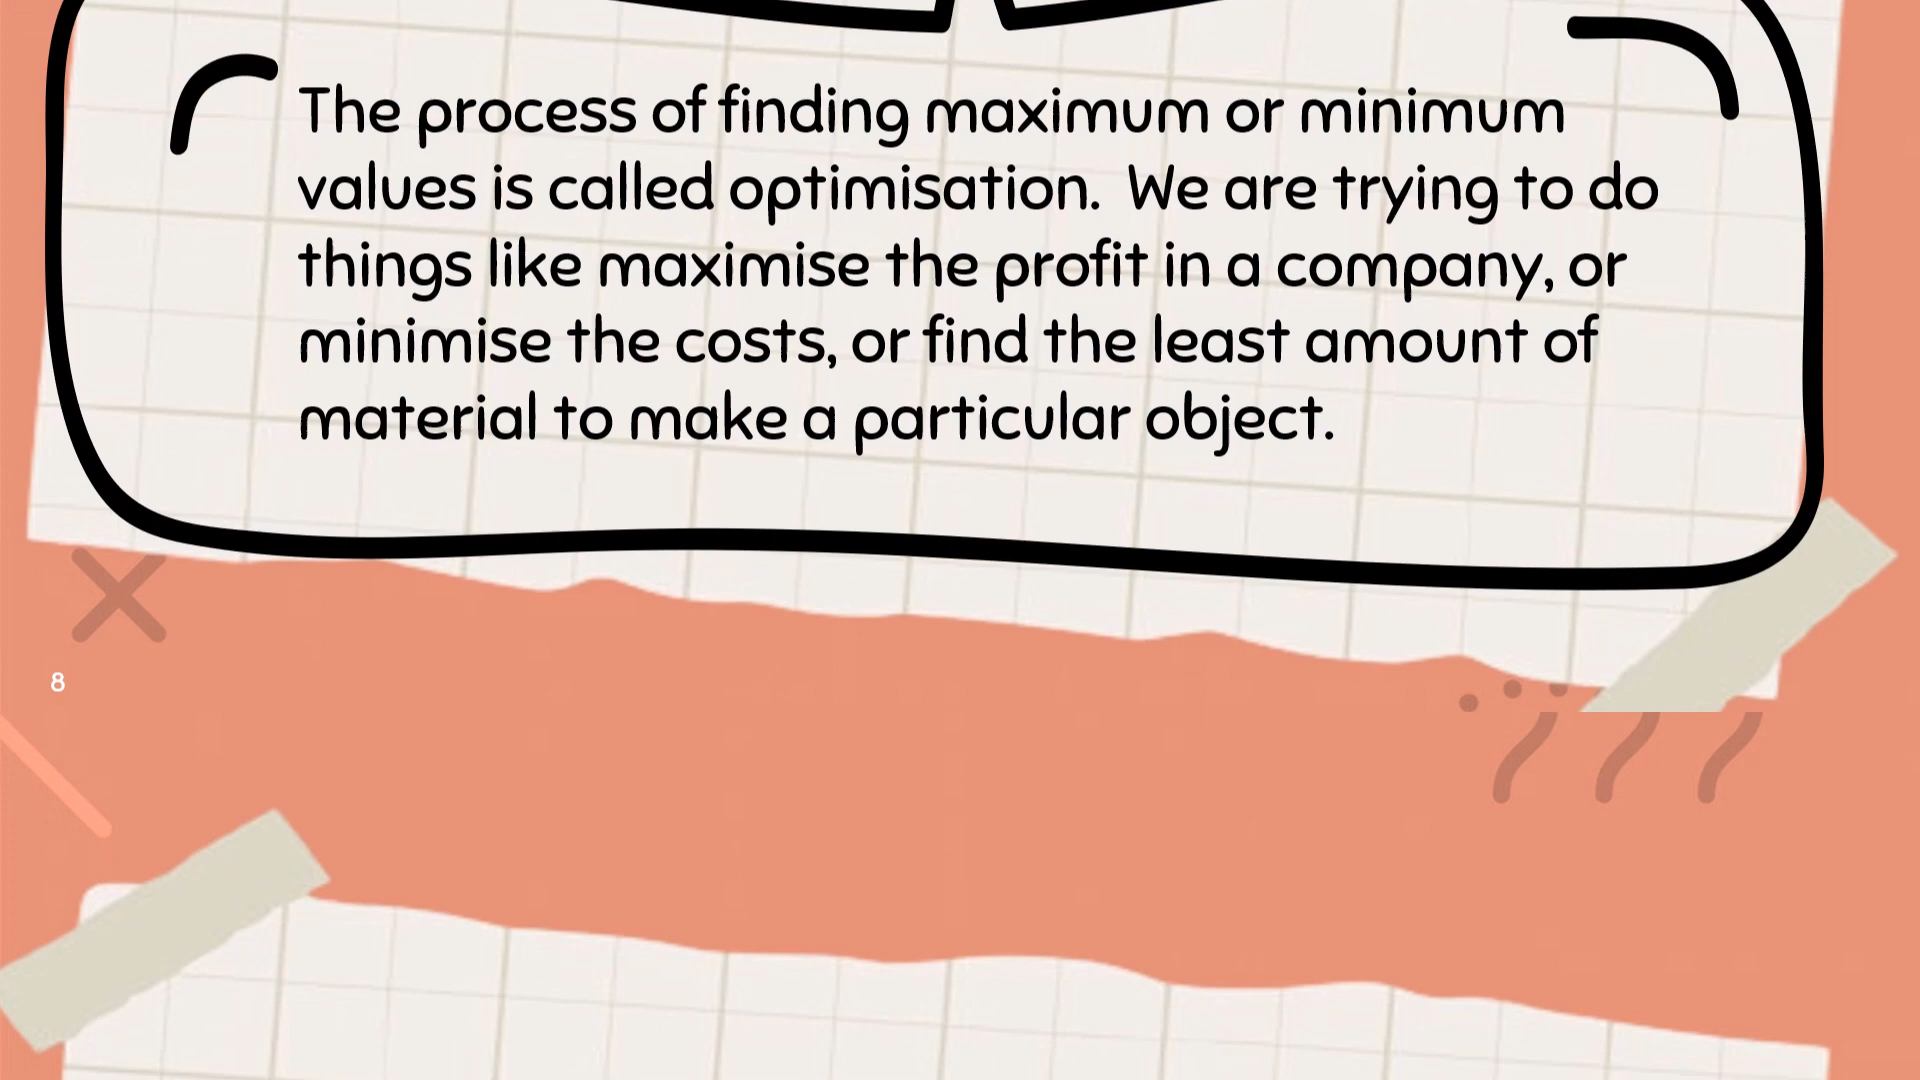 The process of finding maximum or minimum
values is called optimisation.  We are trying to do
things like maximise the profit in a company, or
minimise the costs, or find the least amount of
material to make a particular object.
8